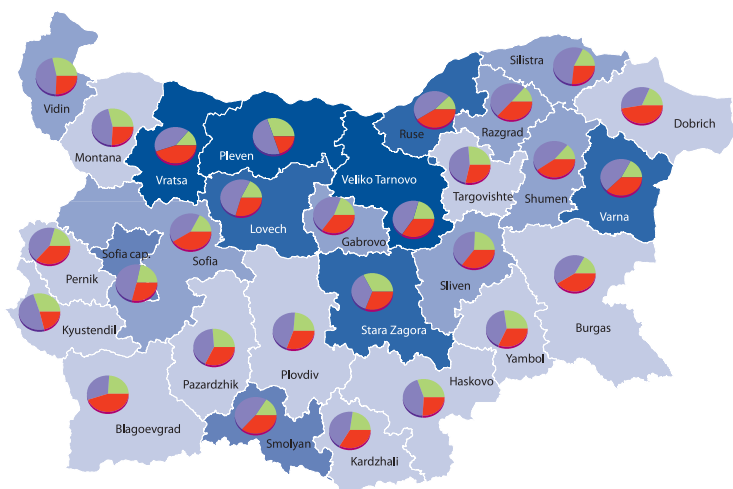 Silistra
Vidin
Dobrich
Ruse
Razgrad
Montana
Pleven
Vratsa
Veliko Tarnovo
Targovishte
Shumen
Varna
Lovech
Gabrovo
Sofia cap.
Sofia
Pernik
Sliven
Kyustendil
Stara Zagora
Burgas
Yambol
Pazardzhik
Plovdiv
Haskovo
Blagoevgrad
Smolyan
Kardzhali